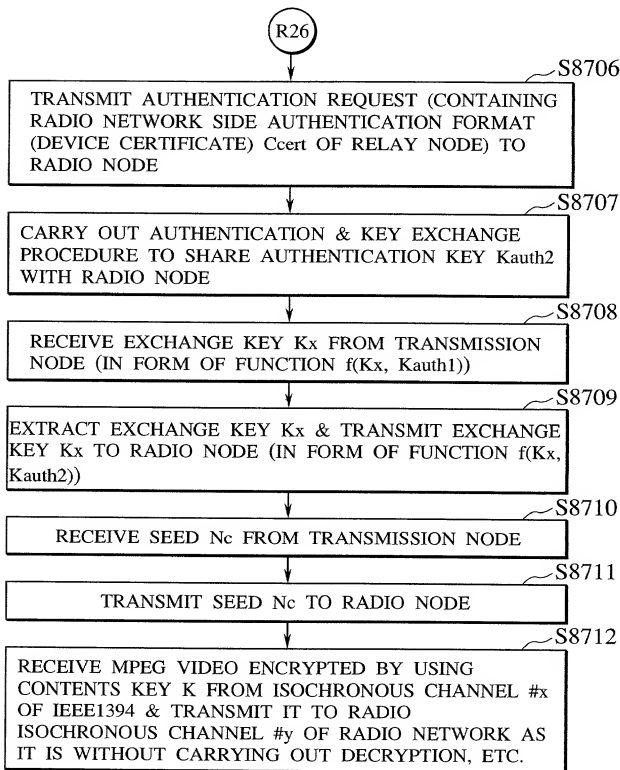 R26
S8706
TRANSMIT AUTHENTICATION REQUEST (CONTAINING
RADIO NETWORK SIDE AUTHENTICATION FORMAT
(DEVICE CERTIFICATE) Ccert OF RELAY NODE) TO
RADIO NODE
S8707
CARRY OUT AUTHENTICATION & KEY EXCHANGE
PROCEDURE TO SHARE AUTHENTICATION KEY Kauth2
WITH RADIO NODE
S8708
RECEIVE EXCHANGE KEY Kx FROM TRANSMISSION
NODE (IN FORM OF FUNCTION f(Kx, Kauth1))
S8709
EXTRACT EXCHANGE KEY Kx & TRANSMIT EXCHANGE
KEY Kx TO RADIO NODE (IN FORM OF FUNCTION f(Kx,
Kauth2))
S8710
RECEIVE SEED Nc FROM TRANSMISSION NODE
S8711
TRANSMIT SEED Nc TO RADIO NODE
S8712
RECEIVE MPEG VIDEO ENCRYPTED BY USING
CONTENTS KEY K FROM ISOCHRONOUS CHANNEL #x
OF IEEE1394 & TRANSMIT IT TO RADIO
ISOCHRONOUS CHANNEL #y OF RADIO NETWORK AS
IT IS WITHOUT CARRYING OUT DECRYPTION, ETC.